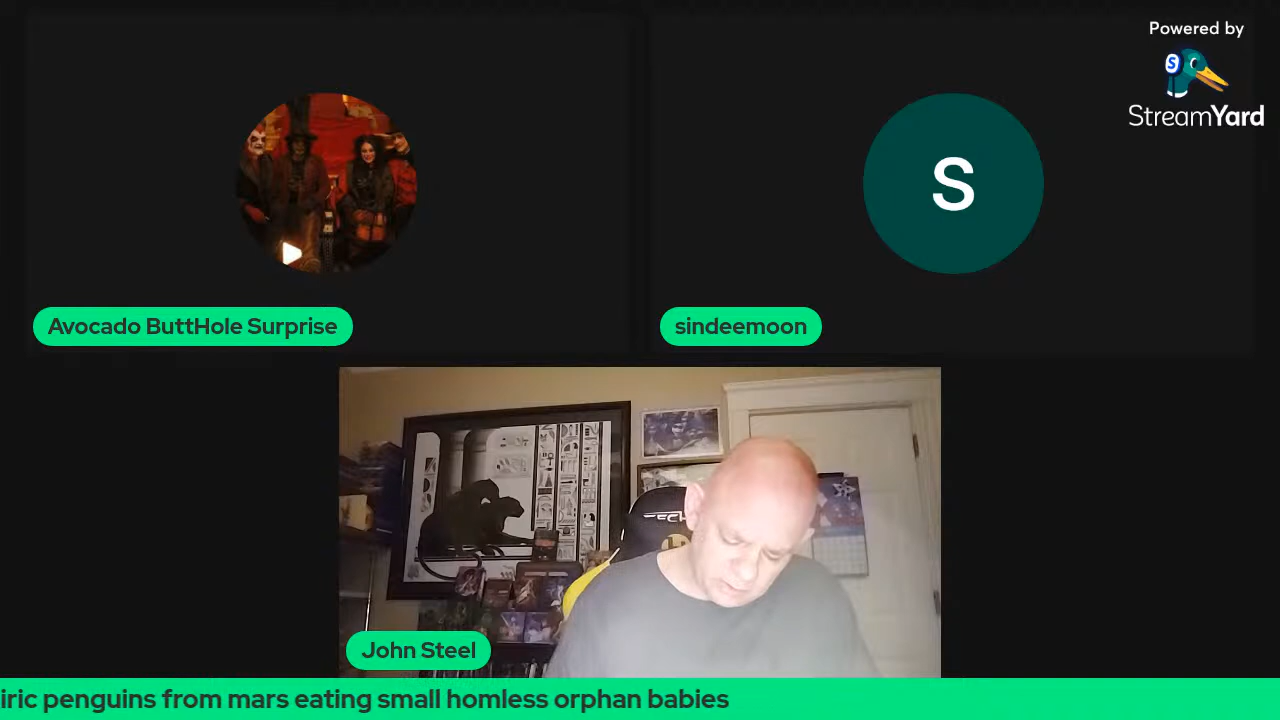 Powered by
S
StreamYard
S
Avocado ButtHole Surprise
sindeemoon
John Steel
iric penguins from mars eating small homless orphan babies